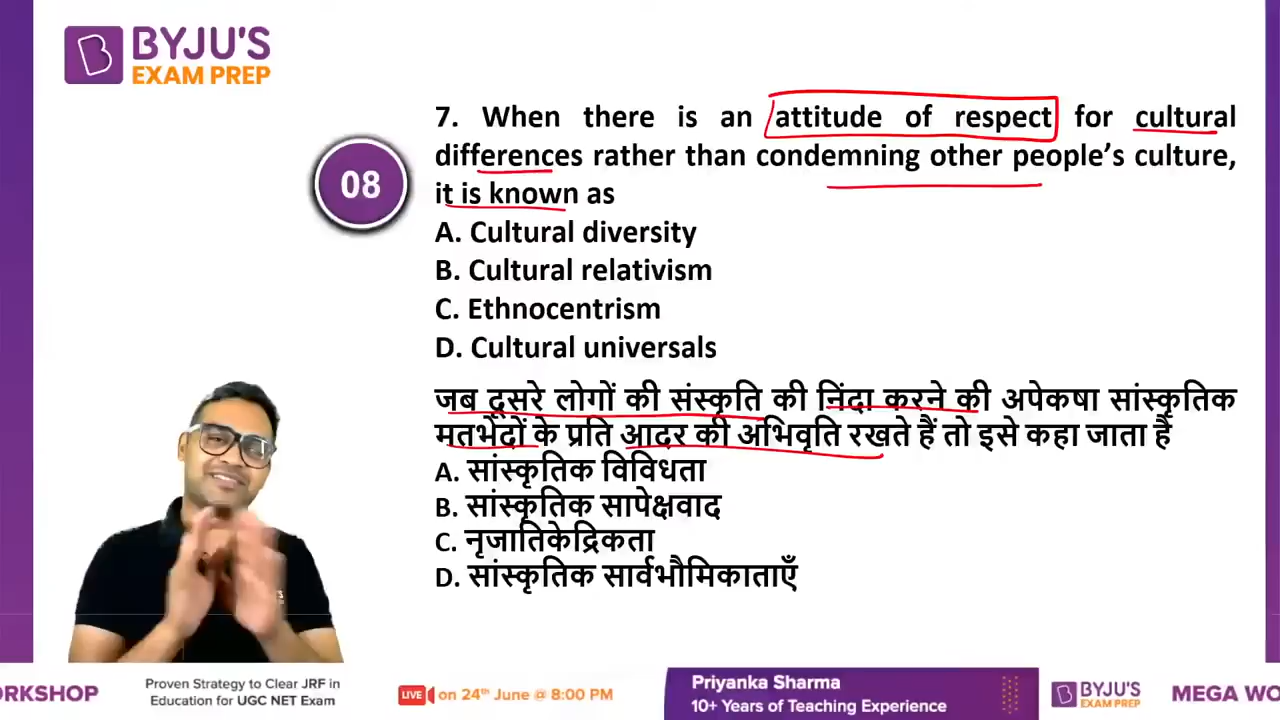 BYJU'S
EXAM PREP
7. When there is an attitude of respect for cultural
differences rather than condemning other people's culture,
it is known as
08
A. Cultural diversity
B. Cultural relativism
C. Ethnocentrism
D. Cultural universals
जब दूसरे लोगों की संस्कृति की निंदा करने की अपेकषा सांस्कृतिक
मतभेदों के प्रति आदर की अभिवृति रखते हैं तो इसे कहा जाता है
A. सांस्कृतिक विविधता
B. सांस्कृतिक सापेक्षवाद
C. नृजातिकेद्रिकता
D. सांस्कृतिक सार्वभौमिकाताएँ
ORKSHOP
Proven Strategy to Clear JRF in
Education for UGC NET Exam
LIVE on 24th June @ 8:00 PM
Priyanka Sharma
10+ Years of Teaching Experience
BYJU'S
EXAM PREP
MEGA WO